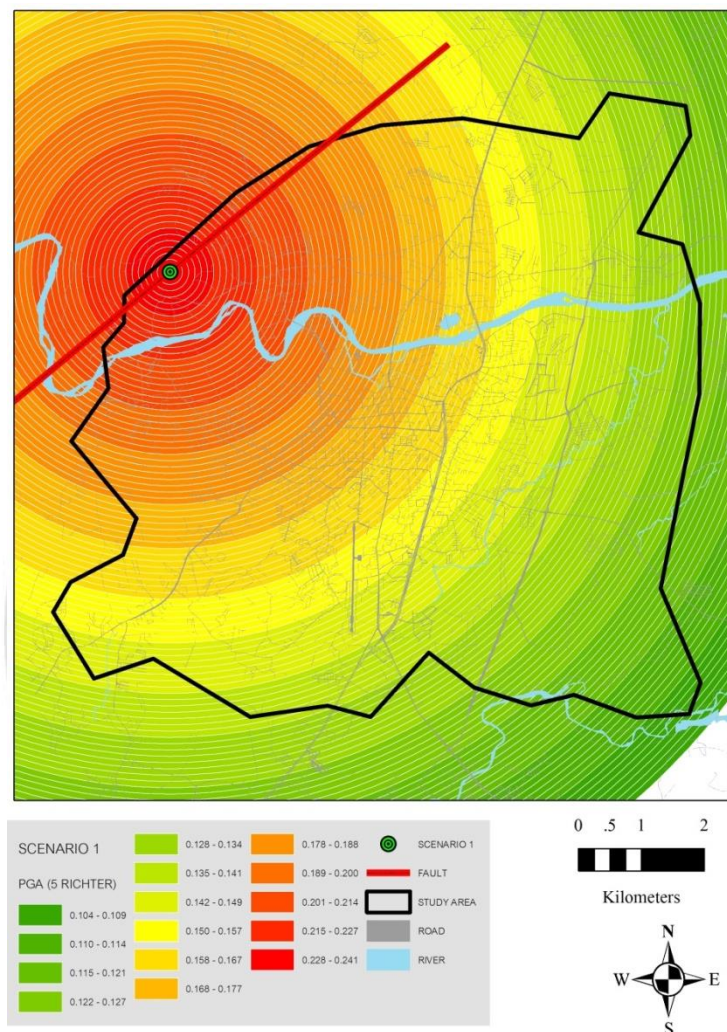 SCENARIO 1
PGA (5 RICHTER)
0.104 - 0.109
0.110 - 0.114
0.115 - 0.121
0.122 - 0.127
0.128 - 0.134
0.135 - 0.141
0.142 - 0.149
0.150 - 0.157
0.158 - 0.167
0.168 - 0.177
0.178 - 0.188
0.189 - 0.200
0.201 - 0.214
0.215 - 0.227
0.228 - 0.241
SCENARIO 1
FAULT
STUDY AREA
ROAD
RIVER
0 .5 1 2
Kilometers
N
W E
S